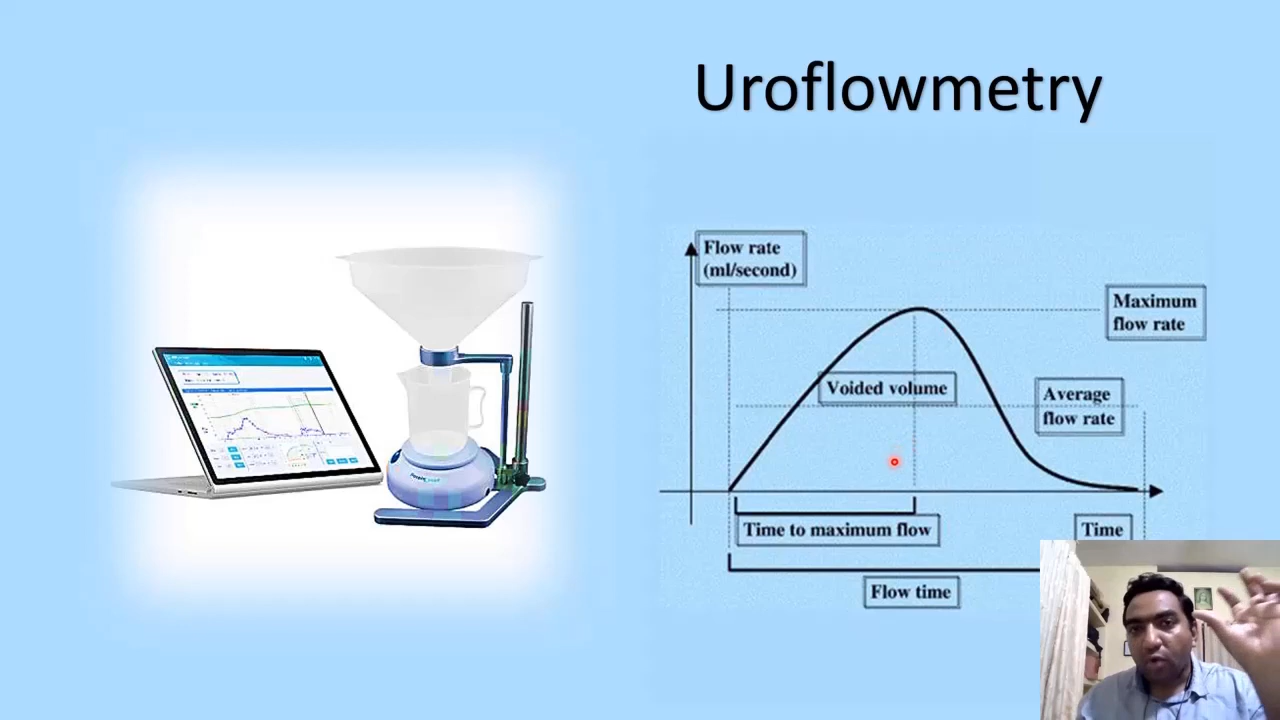 Uroflowmetry
Flow rate
(ml/second)
Maximum
flow rate
Voided volume
Average
flow rate
Time to maximum flow
Time
Flow time